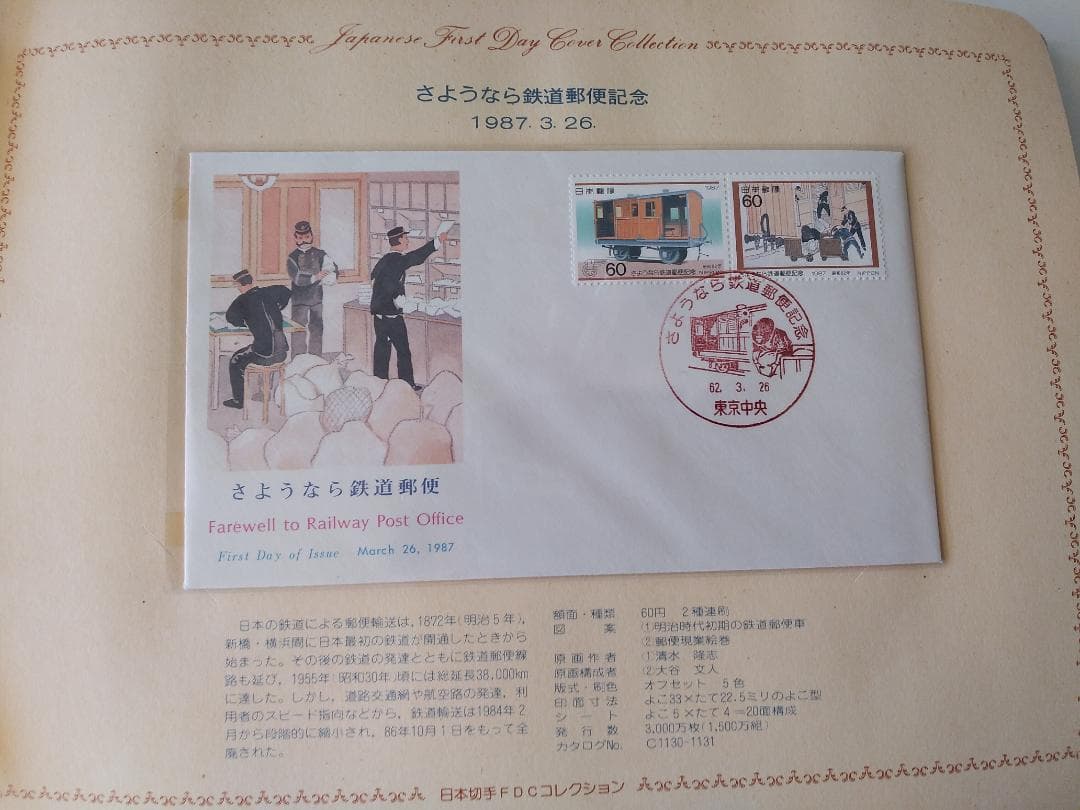 Japanese First Day Cover Collection
さようなら鉄道郵便記念
1987. 3. 26.
日本郵便 1987
60 さようなら鉄道郵便記念
日本郵便
60
1987 昭和62年 NIPPON
さようなら鉄道郵便記念
62. 3. 26
東京中央
さようなら鉄道郵便
Farewell to Railway Post Office
First Day of Issue March 26, 1987
日本の鉄道による郵便輸送は,1872年(明治5年),
新橋・横浜間に日本最初の鉄道が開通したときから
始まった。その後の鉄道の発達とともに鉄道郵便線
路も延び,1955年(昭和30年)頃には総延長38,000km
に達した。しかし,道路交通網や航空路の発達,利
用者のスピード指向などから,鉄道輸送は1984年2
月から段階的に縮小され,86年10月1日をもって全
廃された。
額面・種類 60円 2種連刷
図案 ①明治時代初期の鉄道郵便車
②郵便現業絵巻
原画作者 ①清水 隆志
原画構成者 ②大谷 文人
版式・刷色 オフセット 5色
印面寸法 よこ33×たて22.5ミリのよこ型
シート よこ5×たて4=20面構成
発行数 3,000万枚(1,500万組)
カタログNo. C1130-1131
日本切手FDCコレクション